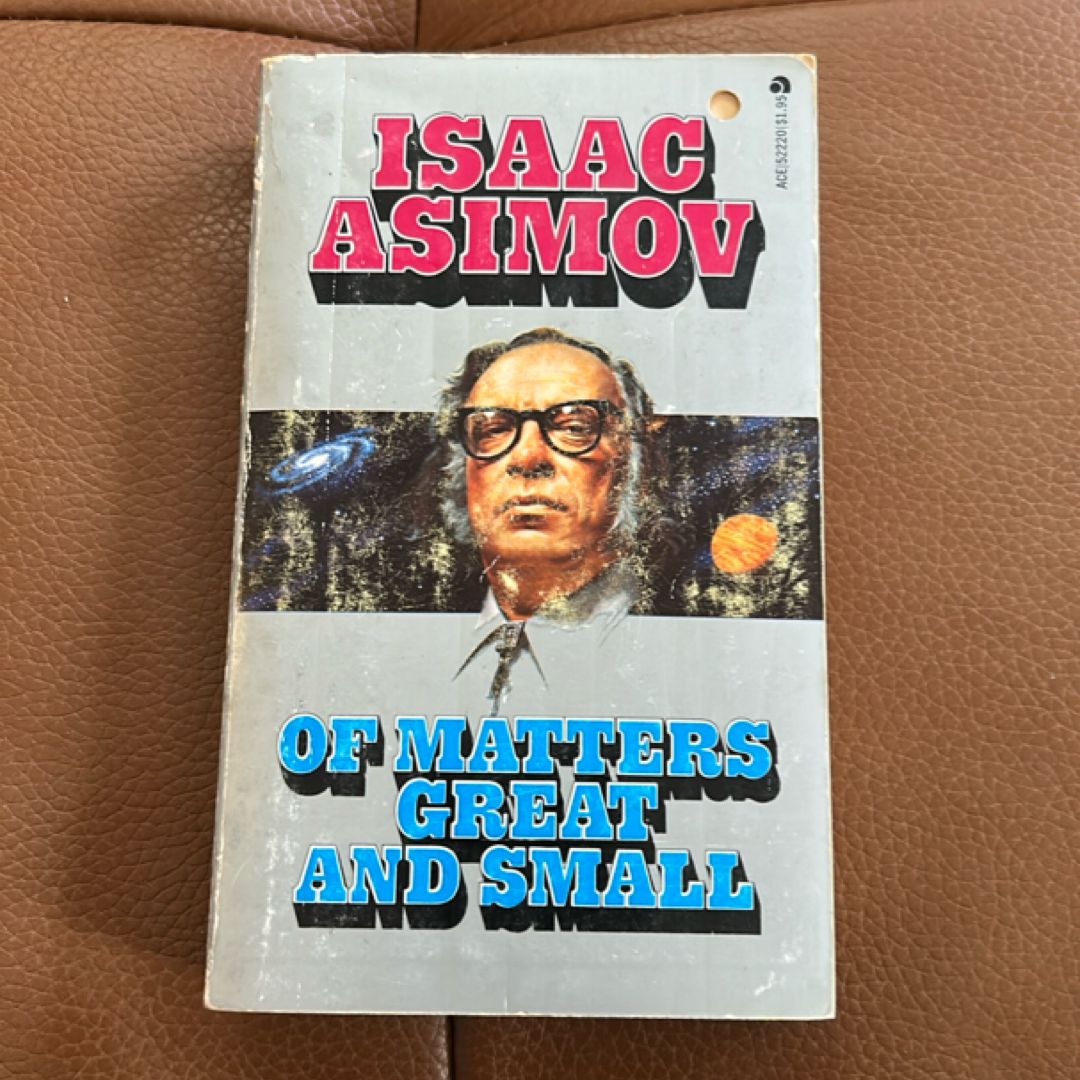 ACE|52220|$1.95
ISAAC
ASIMOV
OF MATTERS
GREAT
AND SMALL